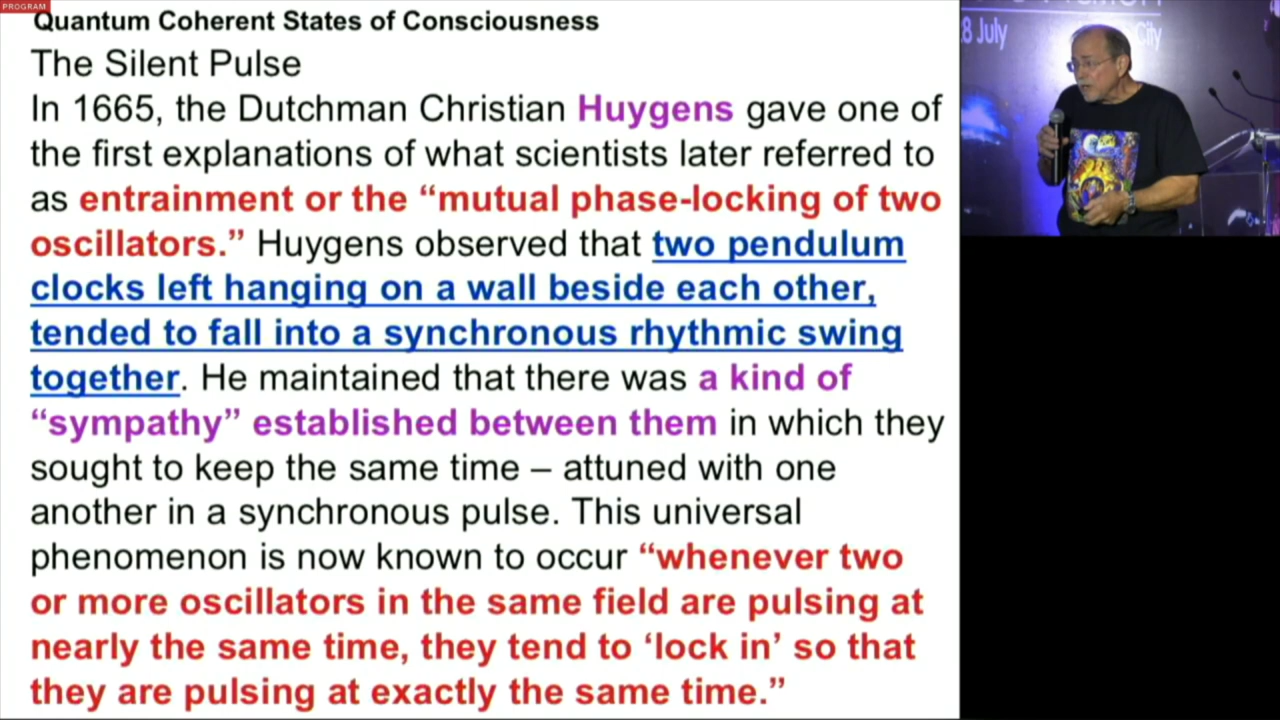 PROGRAM
Quantum Coherent States of Consciousness
The Silent Pulse
In 1665, the Dutchman Christian Huygens gave one of
the first explanations of what scientists later referred to
as entrainment or the “mutual phase-locking of two
oscillators.” Huygens observed that two pendulum
clocks left hanging on a wall beside each other,
tended to fall into a synchronous rhythmic swing
together. He maintained that there was a kind of
“sympathy” established between them in which they
sought to keep the same time – attuned with one
another in a synchronous pulse. This universal
phenomenon is now known to occur “whenever two
or more oscillators in the same field are pulsing at
nearly the same time, they tend to ‘lock in’ so that
they are pulsing at exactly the same time.”
8 July
City